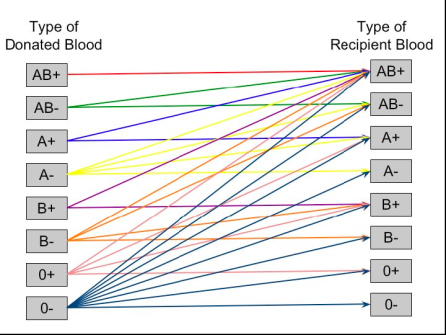 Type of
Donated Blood
Type of
Recipient Blood
AB+
AB+
AB-
AB-
A+
A+
A-
A-
B+
B+
B-
B-
0+
0+
0-
0-